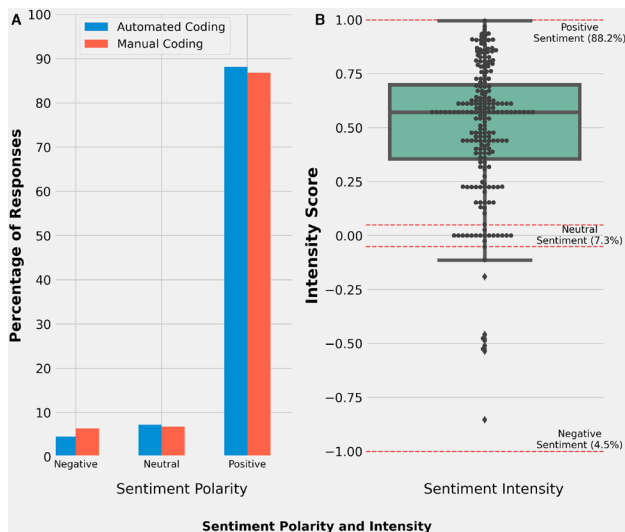 A
Automated Coding
Manual Coding
Percentage of Responses
100
90
80
70
60
50
40
30
20
10
0
Negative
Neutral
Positive
Sentiment Polarity
B
Intensity Score
1.00
0.75
0.50
0.25
0.00
−0.25
−0.50
−0.75
−1.00
Positive
Sentiment (88.2%)
Neutral
Sentiment (7.3%)
Negative
Sentiment (4.5%)
Sentiment Intensity
Sentiment Polarity and Intensity